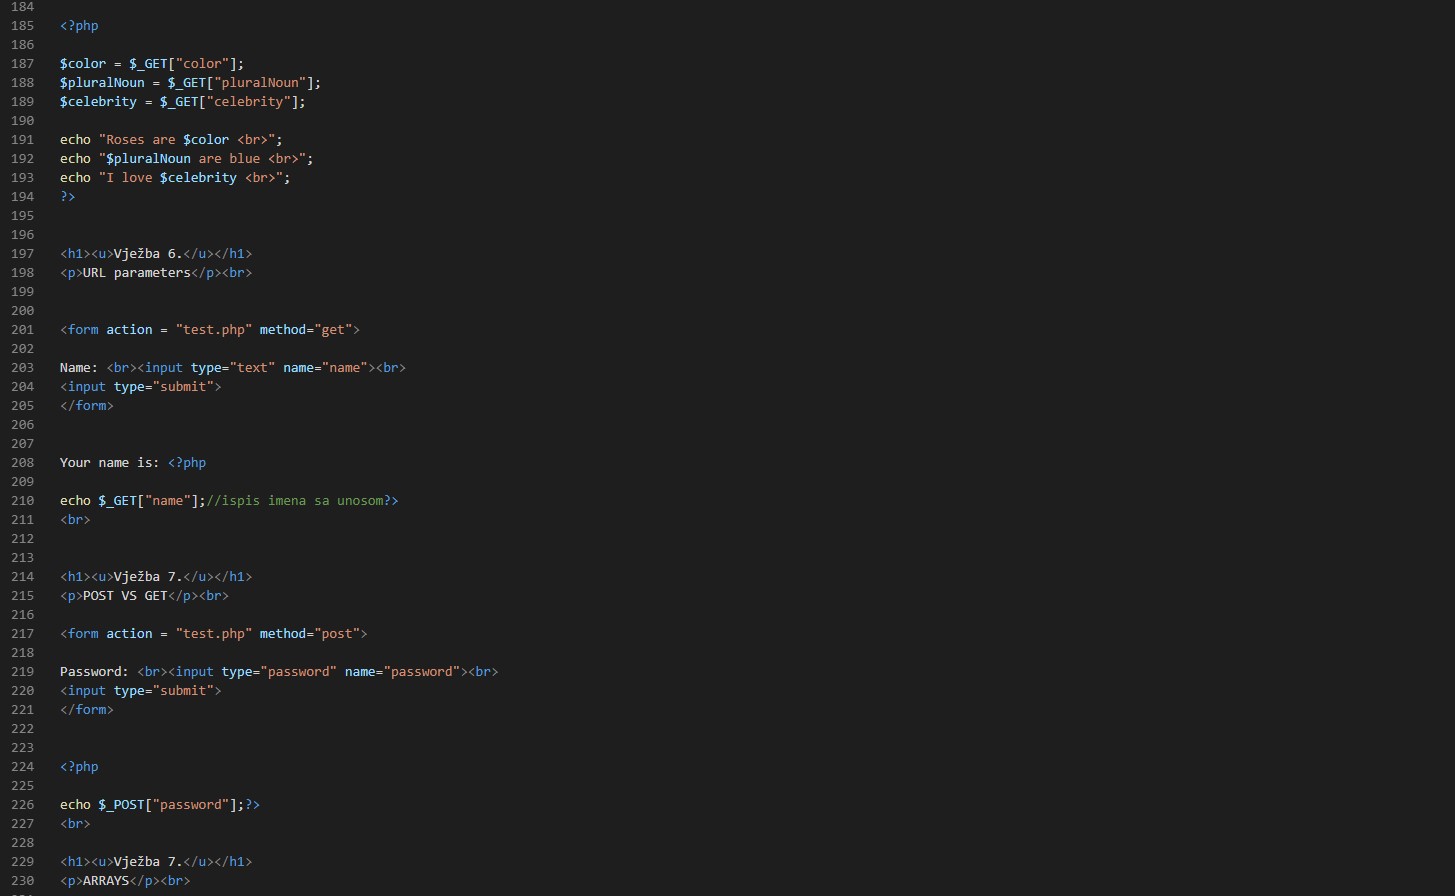 184
185 <?php
186
187 $color = $_GET["color"];
188 $pluralNoun = $_GET["pluralNoun"];
189 $celebrity = $_GET["celebrity"];
190
191 echo "Roses are $color <br>";
192 echo "$pluralNoun are blue <br>";
193 echo "I love $celebrity <br>";
194 ?>
195
196
197 <h1><u>Vježba 6.</u></h1>
198 <p>URL parameters</p><br>
199
200
201 <form action = "test.php" method="get">
202
203 Name: <br><input type="text" name="name"><br>
204 <input type="submit">
205 </form>
206
207
208 Your name is: <?php
209
210 echo $_GET["name"];//ispis imena sa unosom?>
211 <br>
212
213
214 <h1><u>Vježba 7.</u></h1>
215 <p>POST VS GET</p><br>
216
217 <form action = "test.php" method="post">
218
219 Password: <br><input type="password" name="password"><br>
220 <input type="submit">
221 </form>
222
223
224 <?php
225
226 echo $_POST["password"];?>
227 <br>
228
229 <h1><u>Vježba 7.</u></h1>
230 <p>ARRAYS</p><br>